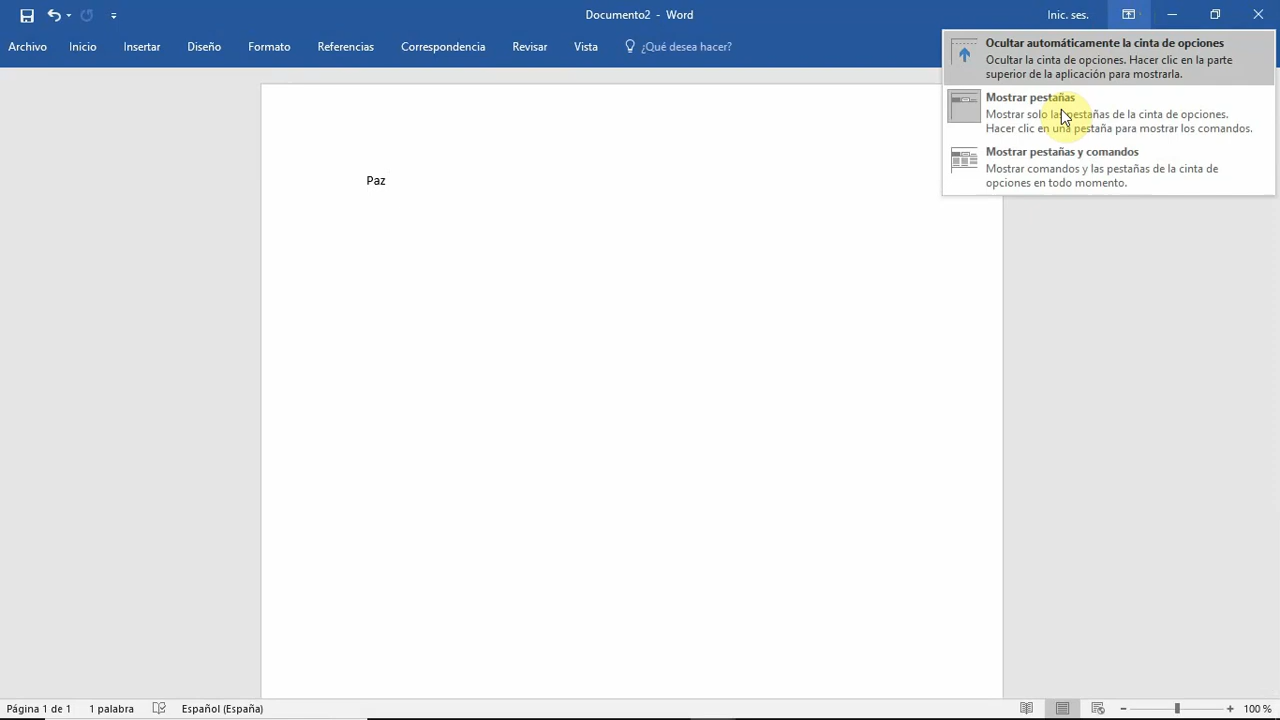 Documento2 - Word
Inic. ses.
Archivo Inicio Insertar Diseño Formato Referencias Correspondencia Revisar Vista ¿Qué desea hacer?
Ocultar automáticamente la cinta de opciones
Ocultar la cinta de opciones. Hacer clic en la parte
superior de la aplicación para mostrarla.
Mostrar pestañas
Mostrar solo las pestañas de la cinta de opciones.
Hacer clic en una pestaña para mostrar los comandos.
Mostrar pestañas y comandos
Mostrar comandos y las pestañas de la cinta de
opciones en todo momento.
Paz
Página 1 de 1 1 palabra Español (España) 100 %